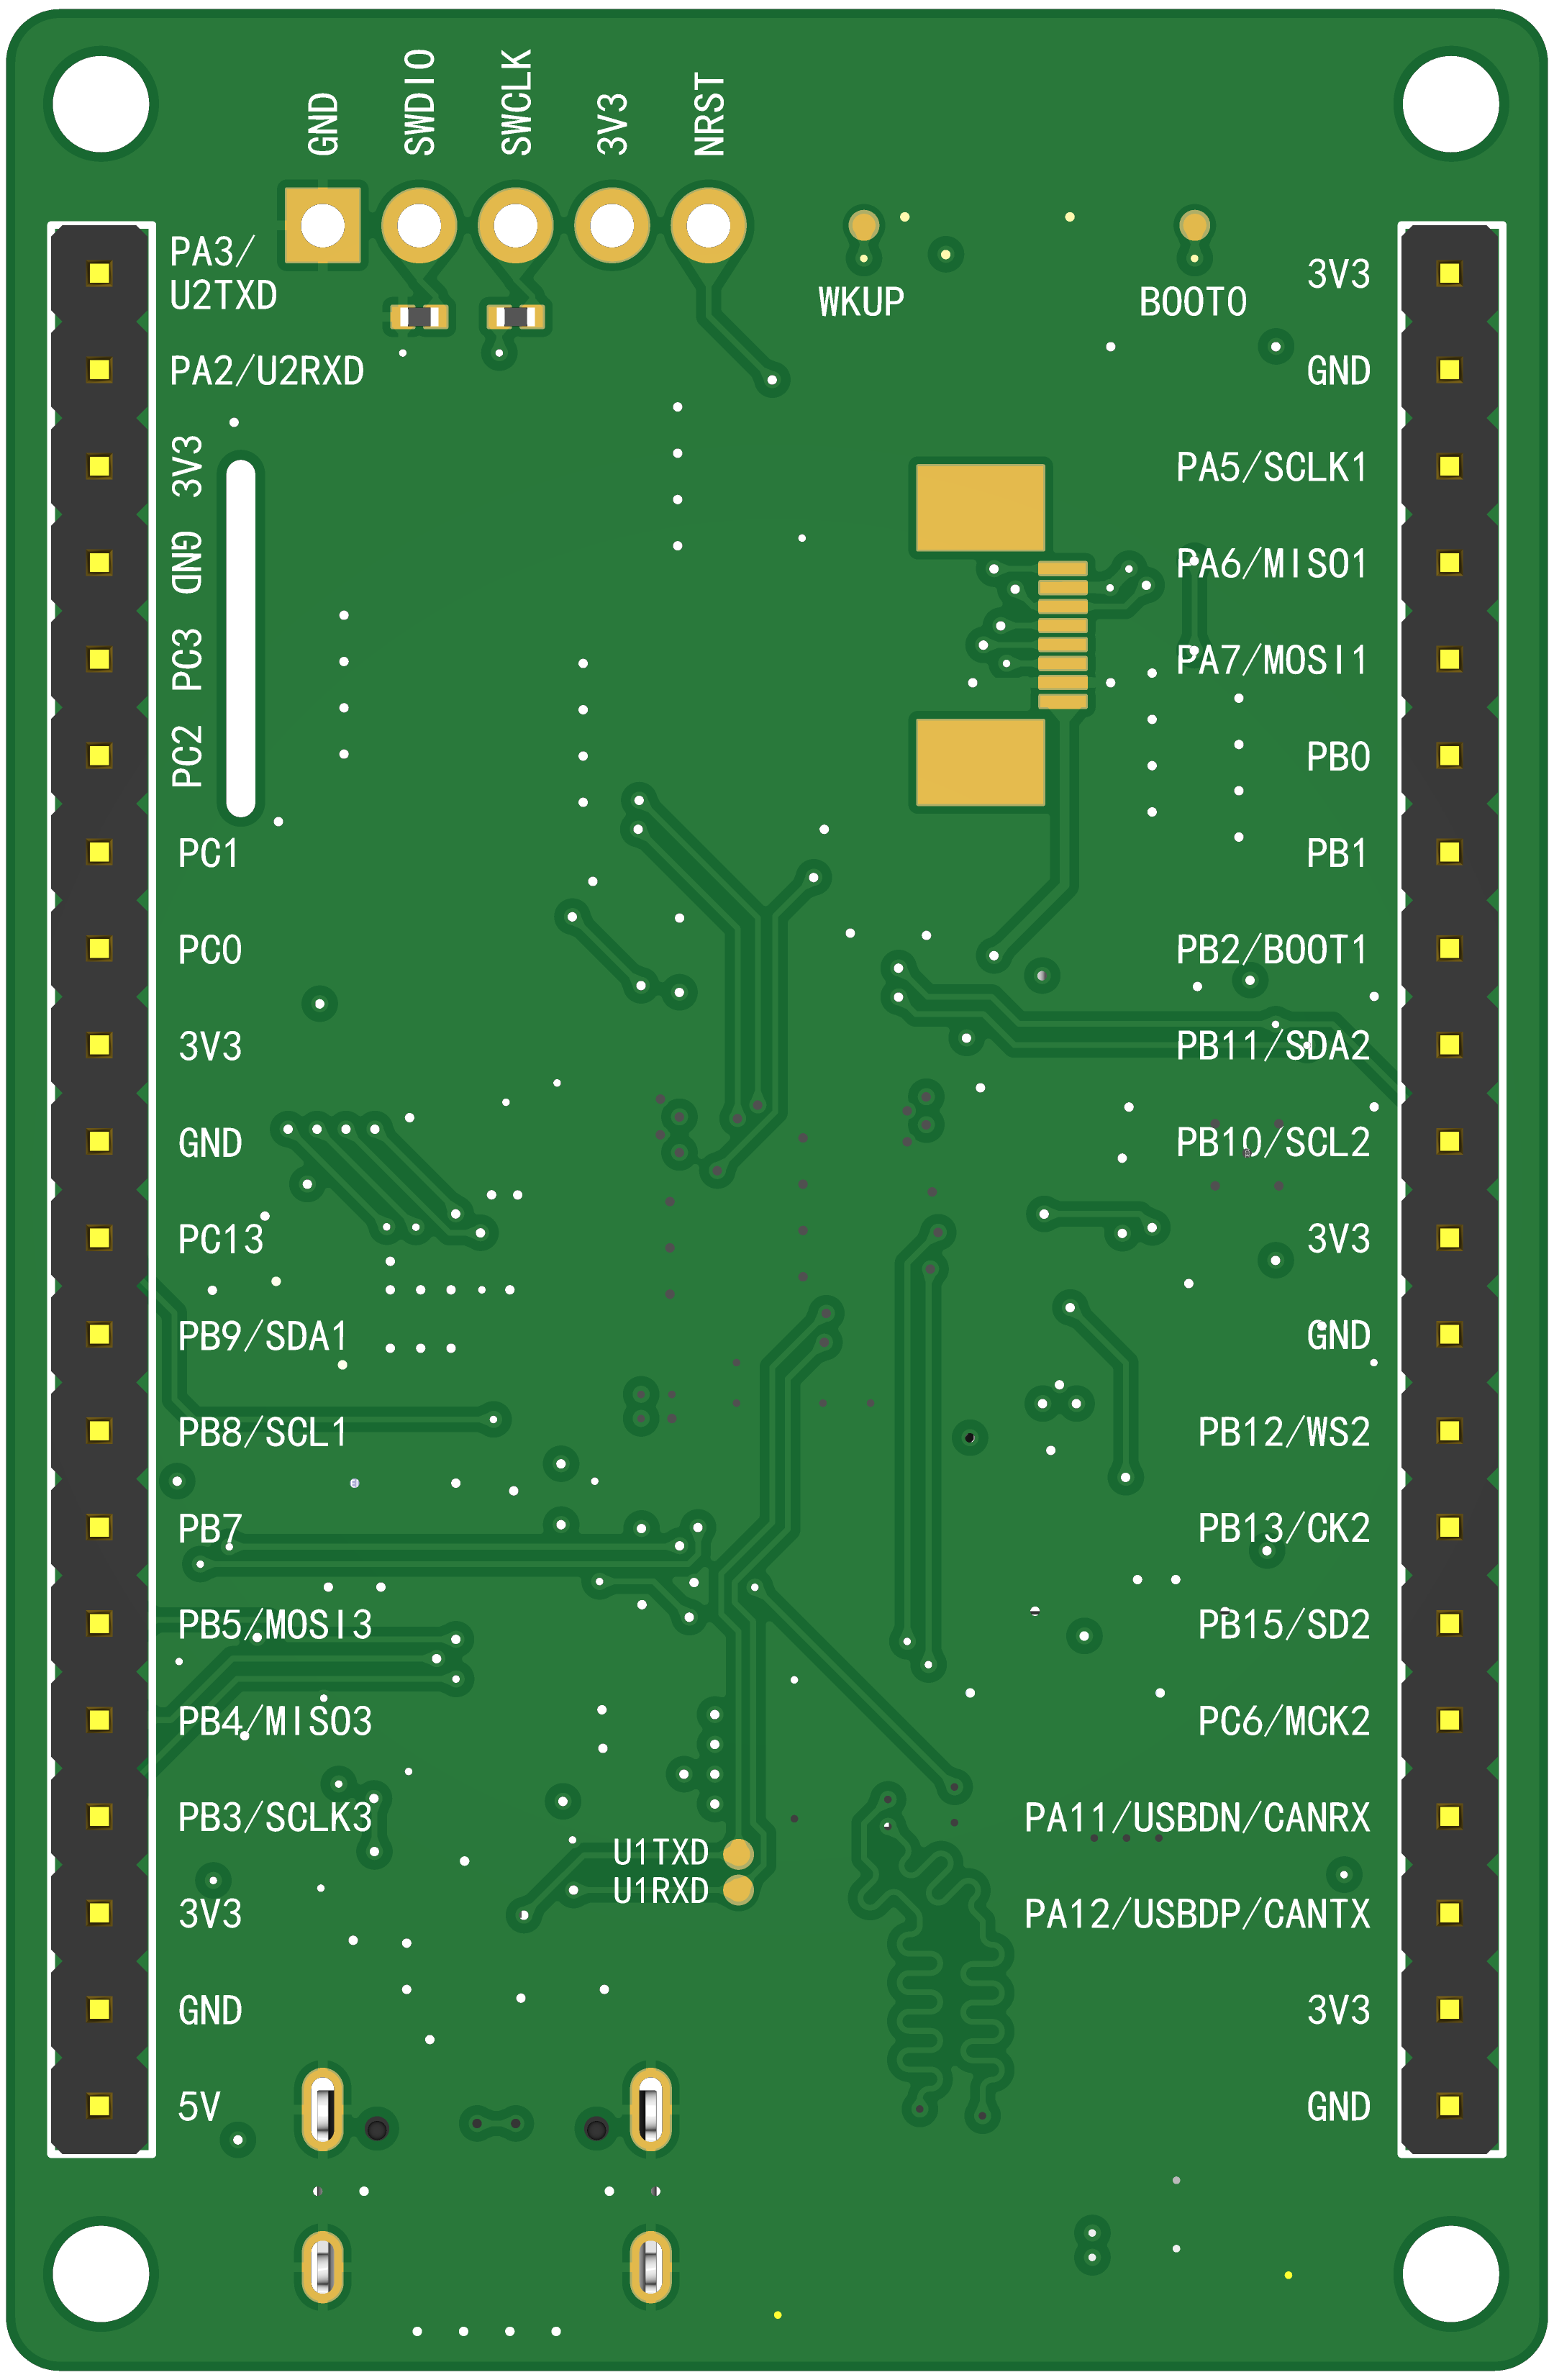 GND
SWDIO
SWCLK
3V3
NRST
WKUP
BOOT0
PA3/
U2TXD
PA2/U2RXD
3V3
GND
PC3
PC2
PC1
PC0
3V3
GND
PC13
PB9/SDA1
PB8/SCL1
PB7
PB5/MOSI3
PB4/MISO3
PB3/SCLK3
3V3
GND
5V
U1TXD
U1RXD
3V3
GND
PA5/SCLK1
PA6/MISO1
PA7/MOSI1
PB0
PB1
PB2/BOOT1
PB11/SDA2
PB10/SCL2
3V3
GND
PB12/WS2
PB13/CK2
PB15/SD2
PC6/MCK2
PA11/USBDN/CANRX
PA12/USBDP/CANTX
3V3
GND